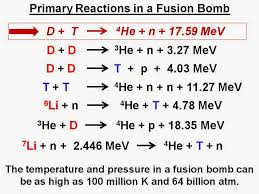 Primary Reactions in a Fusion Bomb
D + T → ⁴He + n + 17.59 MeV
D + D → ³He + n + 3.27 MeV
D + D → T + p + 4.03 MeV
T + T → ⁴He + n + n + 11.27 MeV
⁶Li + n → ⁴He + T + 4.78 MeV
³He + D → ⁴He + p + 18.35 MeV
⁷Li + n + 2.446 MeV → ⁴He + T + n
The temperature and pressure in a fusion bomb can
be as high as 100 million K and 64 billion atm.